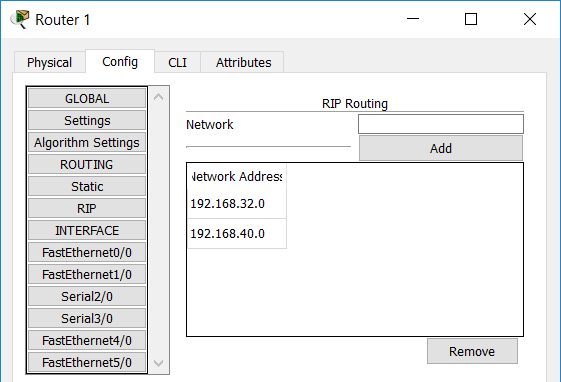 Router 1
Physical
Config
CLI
Attributes
GLOBAL
Settings
Algorithm Settings
ROUTING
Static
RIP
INTERFACE
FastEthernet0/0
FastEthernet1/0
Serial2/0
Serial3/0
FastEthernet4/0
FastEthernet5/0
RIP Routing
Network
Add
Network Address
192.168.32.0
192.168.40.0
Remove